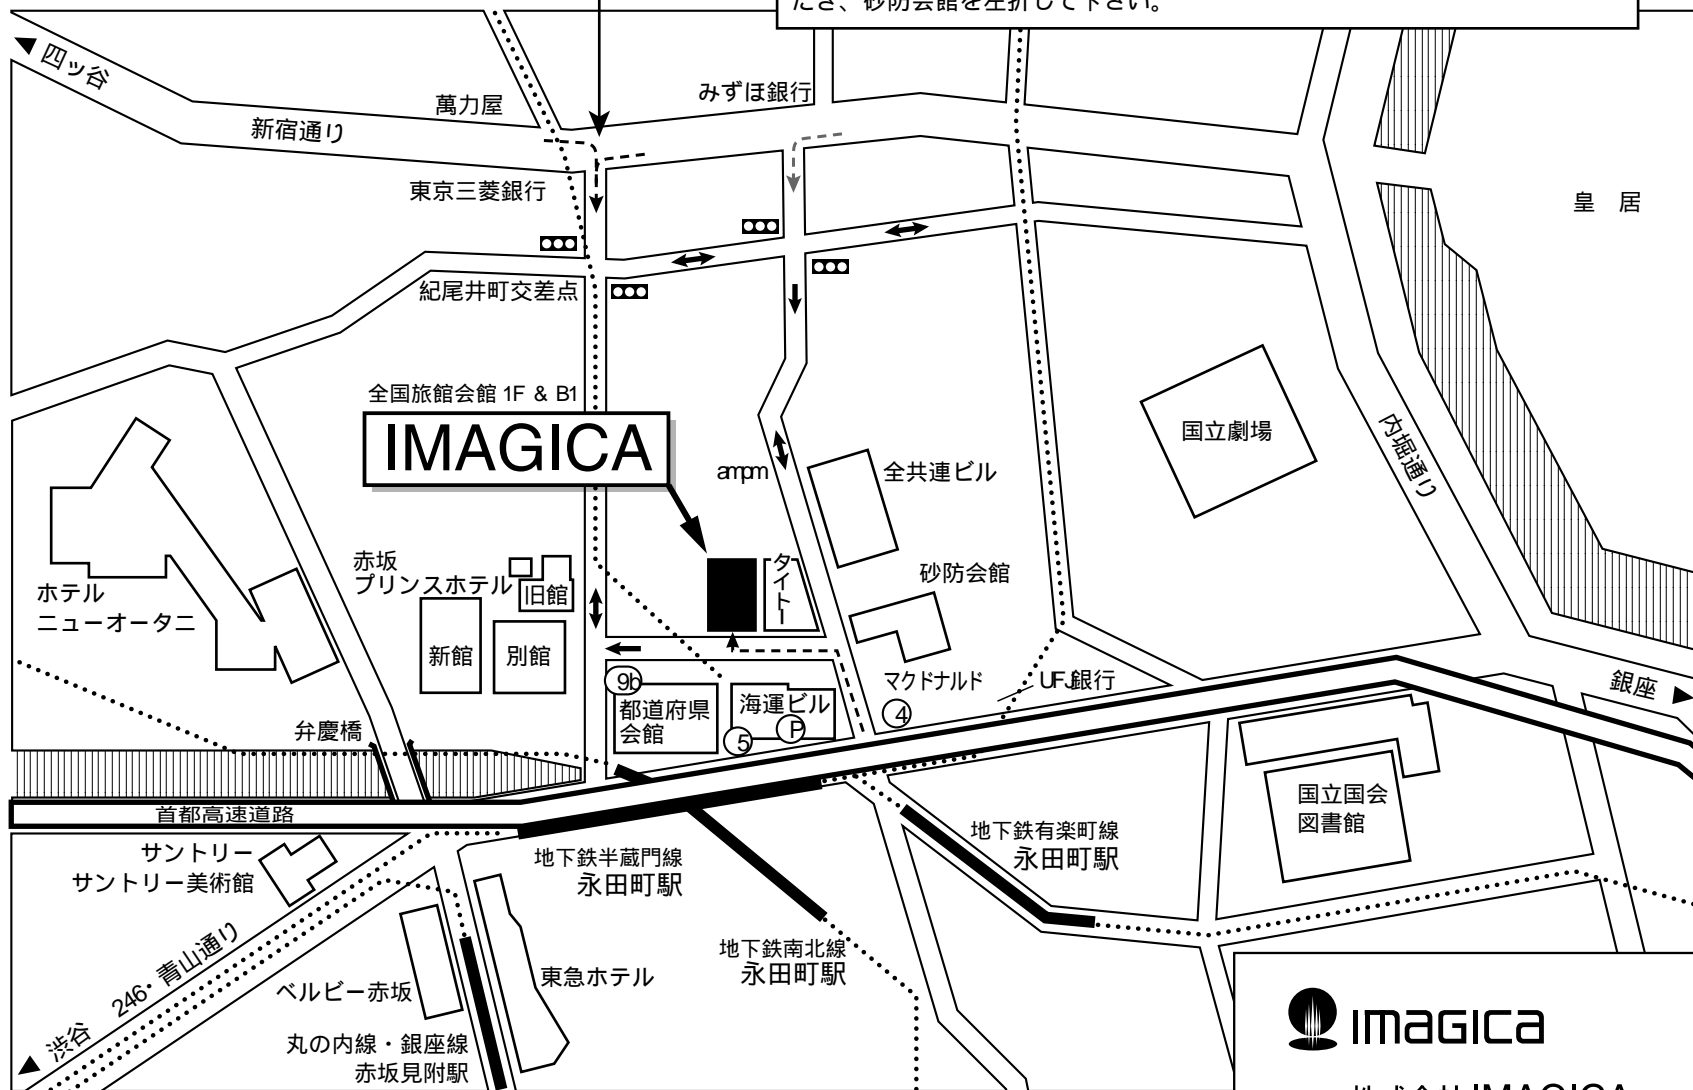 たき、砂防会館を左折して下さい。
四ッ谷
新宿通り
萬力屋
みずほ銀行
東京三菱銀行
皇 居
紀尾井町交差点
全国旅館会館 1F & B1
IMAGICA
ampm
全共連ビル
国立劇場
内堀通り
タイトー
砂防会館
赤坂
プリンスホテル
旧館
新館
別館
ホテル
ニューオータニ
マクドナルド
UFJ銀行
銀座
9b
都道府県
会館
海運ビル
P
5
4
弁慶橋
首都高速道路
国立国会
図書館
サントリー
サントリー美術館
地下鉄半蔵門線
永田町駅
地下鉄有楽町線
永田町駅
地下鉄南北線
永田町駅
246・青山通り
渋谷
ベルビー赤坂
東急ホテル
丸の内線・銀座線
赤坂見附駅
IMAGICA
株式会社 IMAGICA